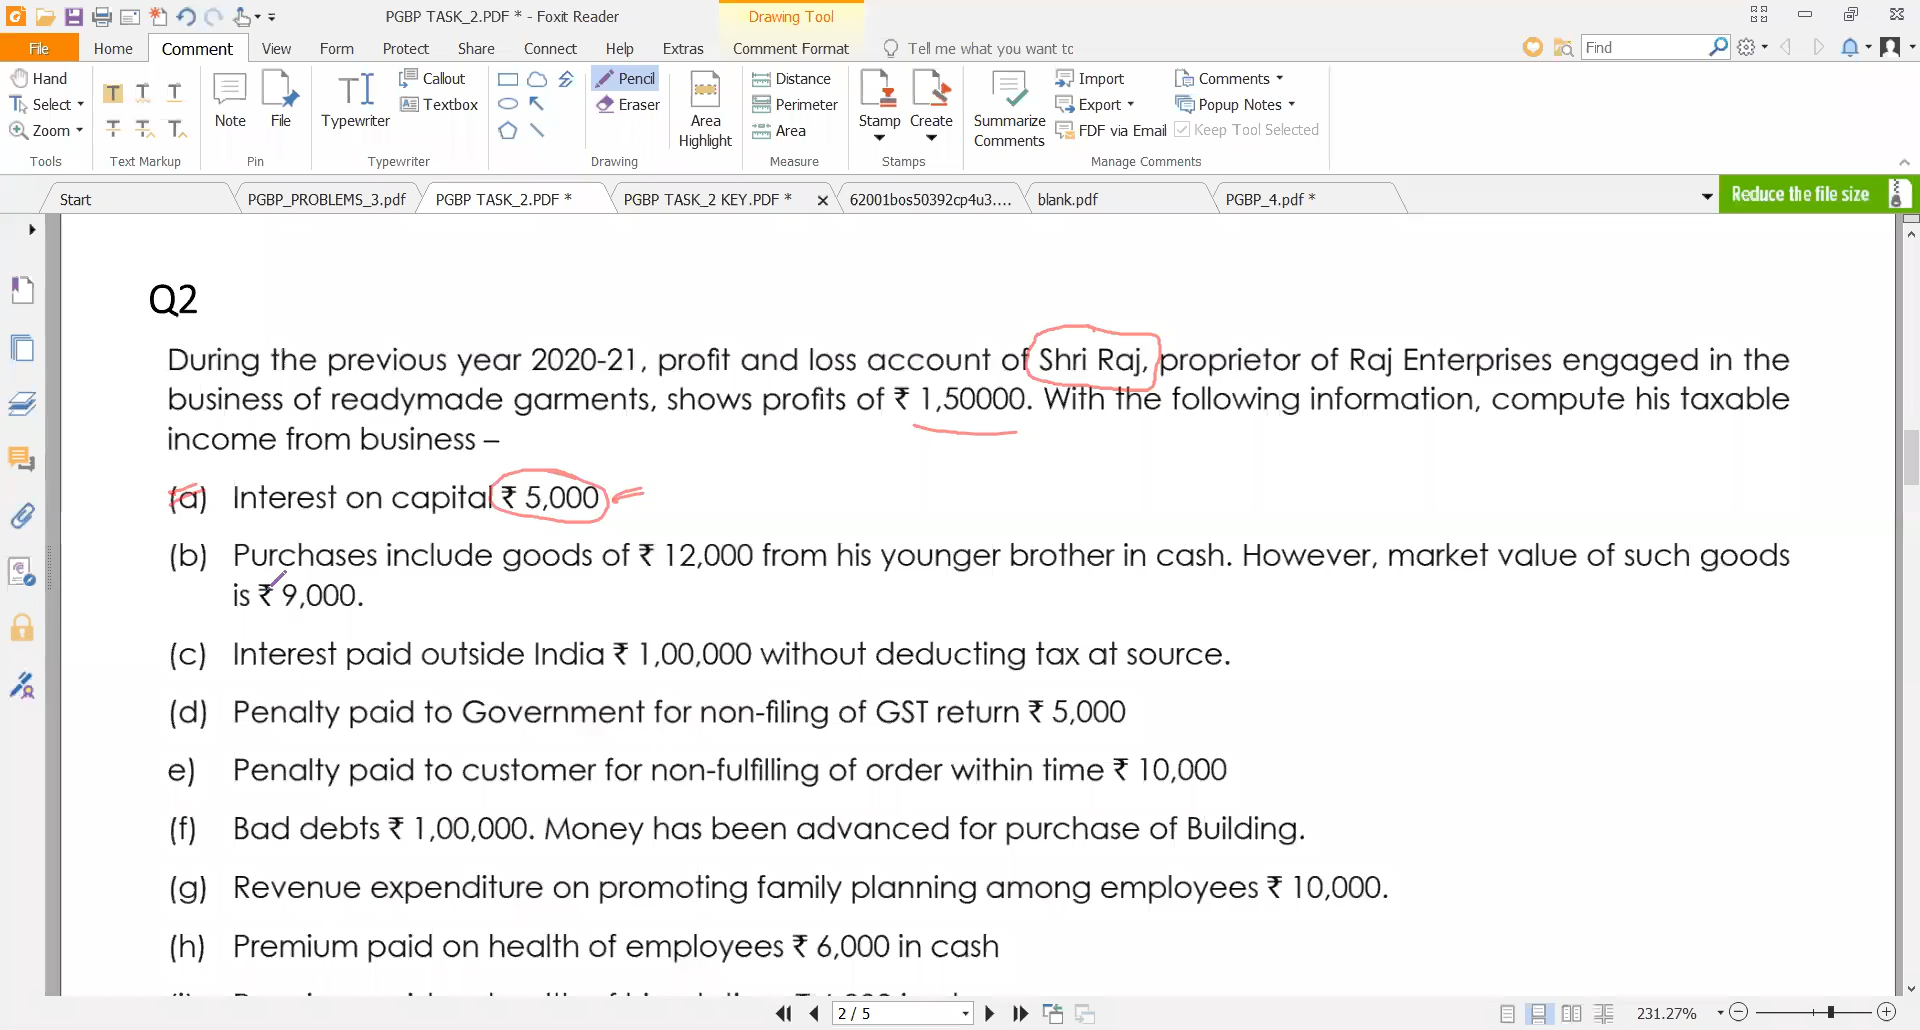 PGBP TASK_2.PDF * - Foxit Reader
Drawing Tool
File Home Comment View Form Protect Share Connect Help Extras Comment Format Tell me what you want to Find
Hand Note File Typewriter Callout Pencil Area Highlight Distance Stamp Create Summarize Comments Import Comments
Select Textbox Eraser Perimeter Export Popup Notes
Zoom Area FDF via Email Keep Tool Selected
Tools Text Markup Pin Typewriter Drawing Measure Stamps Manage Comments
Start PGBP_PROBLEMS_3.pdf PGBP TASK_2.PDF * PGBP TASK_2 KEY.PDF * 62001bos50392cp4u3.... blank.pdf PGBP_4.pdf * Reduce the file size
Q2
During the previous year 2020-21, profit and loss account of Shri Raj, proprietor of Raj Enterprises engaged in the
business of readymade garments, shows profits of ₹ 1,50000. With the following information, compute his taxable
income from business –
(a) Interest on capital ₹ 5,000
(b) Purchases include goods of ₹ 12,000 from his younger brother in cash. However, market value of such goods
is ₹ 9,000.
(c) Interest paid outside India ₹ 1,00,000 without deducting tax at source.
(d) Penalty paid to Government for non-filing of GST return ₹ 5,000
e) Penalty paid to customer for non-fulfilling of order within time ₹ 10,000
(f) Bad debts ₹ 1,00,000. Money has been advanced for purchase of Building.
(g) Revenue expenditure on promoting family planning among employees ₹ 10,000.
(h) Premium paid on health of employees ₹ 6,000 in cash
2 / 5 231.27%